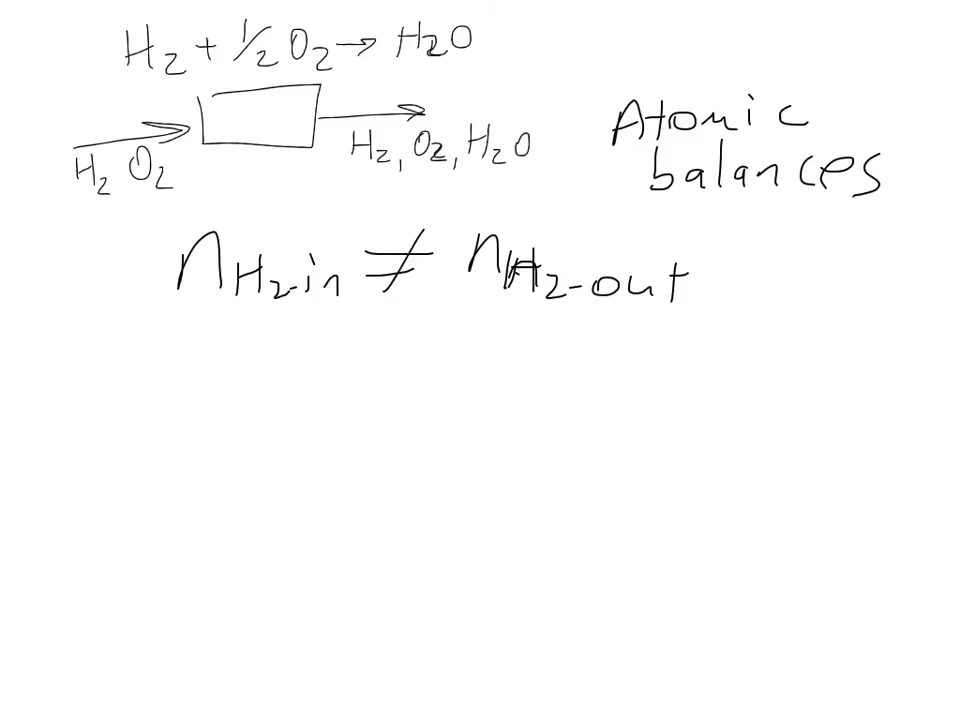 H₂ + 1/2 O₂ → H₂O
H₂ O₂
H₂, O₂, H₂O
Atomic
balances
nH₂-in ≠ nH₂-out